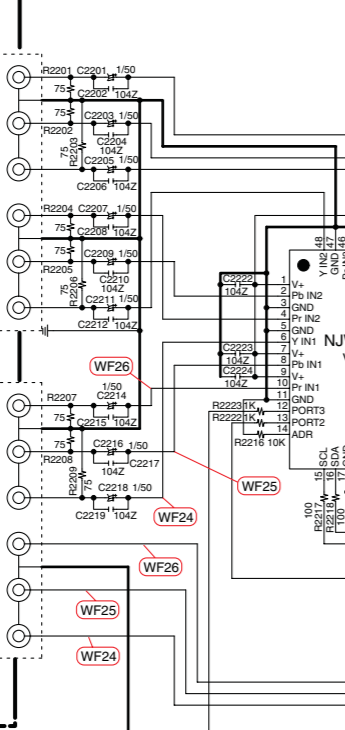 R2201 C2201 1/50
75
C2202 104Z
75 C2203 1/50
R2202
C2204
104Z
75
R2203
C2205 1/50
C2206 104Z
R2204 C2207 1/50
75
C2208 104Z
75 C2209 1/50
R2205
C2210
104Z
75
R2206
C2211 1/50
C2212 104Z
48 47 46
Y IN2
GND
C2222
104Z
1 V+
2 Pb IN2
3 GND
4 Pr IN2
5 GND
6 Y IN1
C2223
104Z
7 V+
8 Pb IN1
C2224
104Z
9 V+
10 Pr IN1
11 GND
R2223 1K 12 PORT3
R2222 1K 13 PORT2
R2216 10K 14 ADR
NJ
WF26
1/50
R2207 C2214
75
C2215 104Z
75 C2216 1/50
R2208
104Z C2217
R2209
75
C2218 1/50
C2219 104Z
WF25
WF24
15 16 17
SCL
SDA
100
R2217
R2218
100
WF26
WF25
WF24